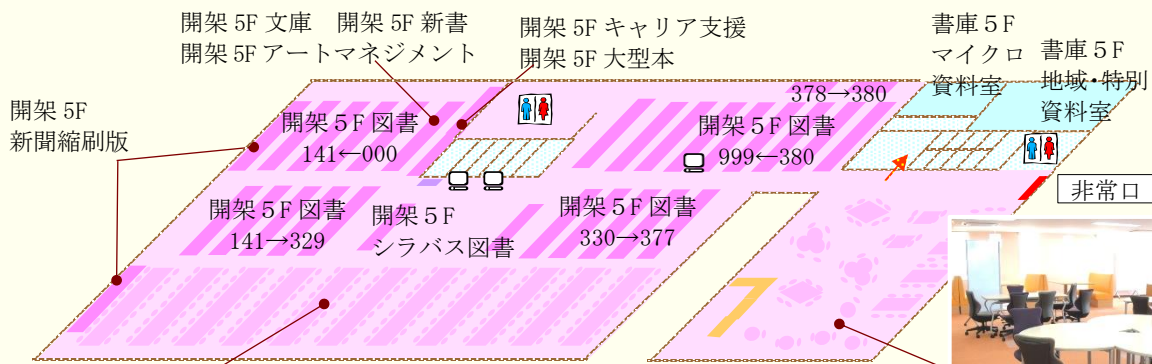 開架 5F 文庫　開架 5F 新書
開架 5F アートマネジメント
開架 5F キャリア支援
開架 5F 大型本
書庫５F
マイクロ
資料室
書庫５F
地域・特別
資料室
開架 5F
新聞縮刷版
開架５F 図書
141←000
378→380
開架５F 図書
999←380
非常口
開架５F 図書
141→329
開架５F
シラバス図書
開架５F 図書
330→377